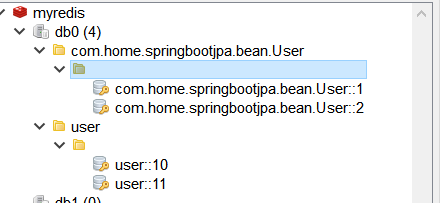 myredis
db0 (4)
com.home.springbootjpa.bean.User
com.home.springbootjpa.bean.User::1
com.home.springbootjpa.bean.User::2
user
user::10
user::11
db1 (0)